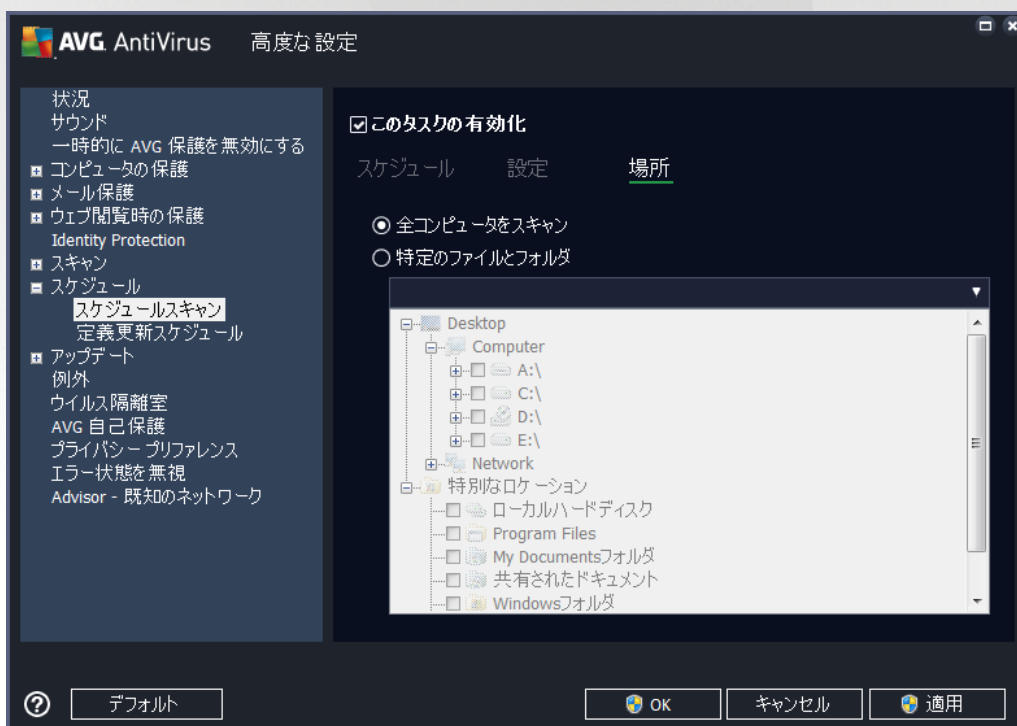 AVG AntiVirus 高度な設定
状況
サウンド
一時的に AVG 保護を無効にする
コンピュータの保護
メール保護
ウェブ閲覧時の保護
Identity Protection
スキャン
スケジュール
スケジュールスキャン
定義更新スケジュール
アップデート
例外
ウイルス隔離室
AVG 自己保護
プライバシー プリファレンス
エラー状態を無視
Advisor - 既知のネットワーク
このタスクの有効化
スケジュール 設定 場所
全コンピュータをスキャン
特定のファイルとフォルダ
Desktop
Computer
A:\
C:\
D:\
E:\
Network
特別なロケーション
ローカルハードディスク
Program Files
My Documentsフォルダ
共有されたドキュメント
Windowsフォルダ
デフォルト OK キャンセル 適用